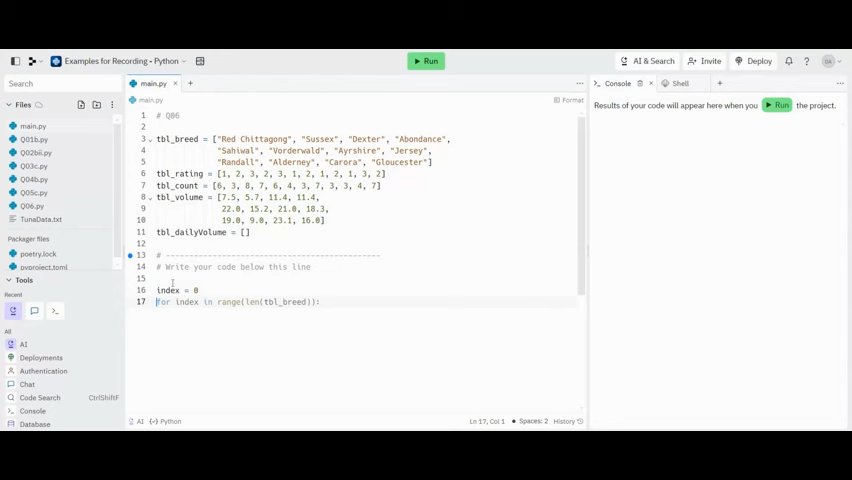 Examples for Recording - Python
Run
AI & Search
Invite
Deploy
DA
Search
main.py
Console
Shell
Files
main.py
Format
main.py
Q01b.py
Q02bii.py
Q03c.py
Q04b.py
Q05c.py
Q06.py
TunaData.txt
Packager files
poetry.lock
pyproject.toml
Tools
Recent
All
AI
Deployments
Authentication
Chat
Code Search CtrlShiftF
Console
Database
1 # Q06
2
3 tbl_breed = ["Red Chittagong", "Sussex", "Dexter", "Abondance",
4 "Sahiwal", "Vorderwald", "Ayrshire", "Jersey",
5 "Randall", "Alderney", "Carora", "Gloucester"]
6 tbl_rating = [1, 2, 3, 2, 3, 1, 2, 1, 2, 1, 3, 2]
7 tbl_count = [6, 3, 8, 7, 6, 4, 3, 7, 3, 3, 4, 7]
8 tbl_volume = [7.5, 5.7, 11.4, 11.4,
9 22.0, 15.2, 21.0, 18.3,
10 19.0, 9.0, 23.1, 16.0]
11 tbl_dailyVolume = []
12
13 # --------------------------------------------
14 # Write your code below this line
15
16 index = 0
17 for index in range(len(tbl_breed)):
AI Python
Ln 17, Col 1 Spaces: 2 History
Results of your code will appear here when you Run the project.